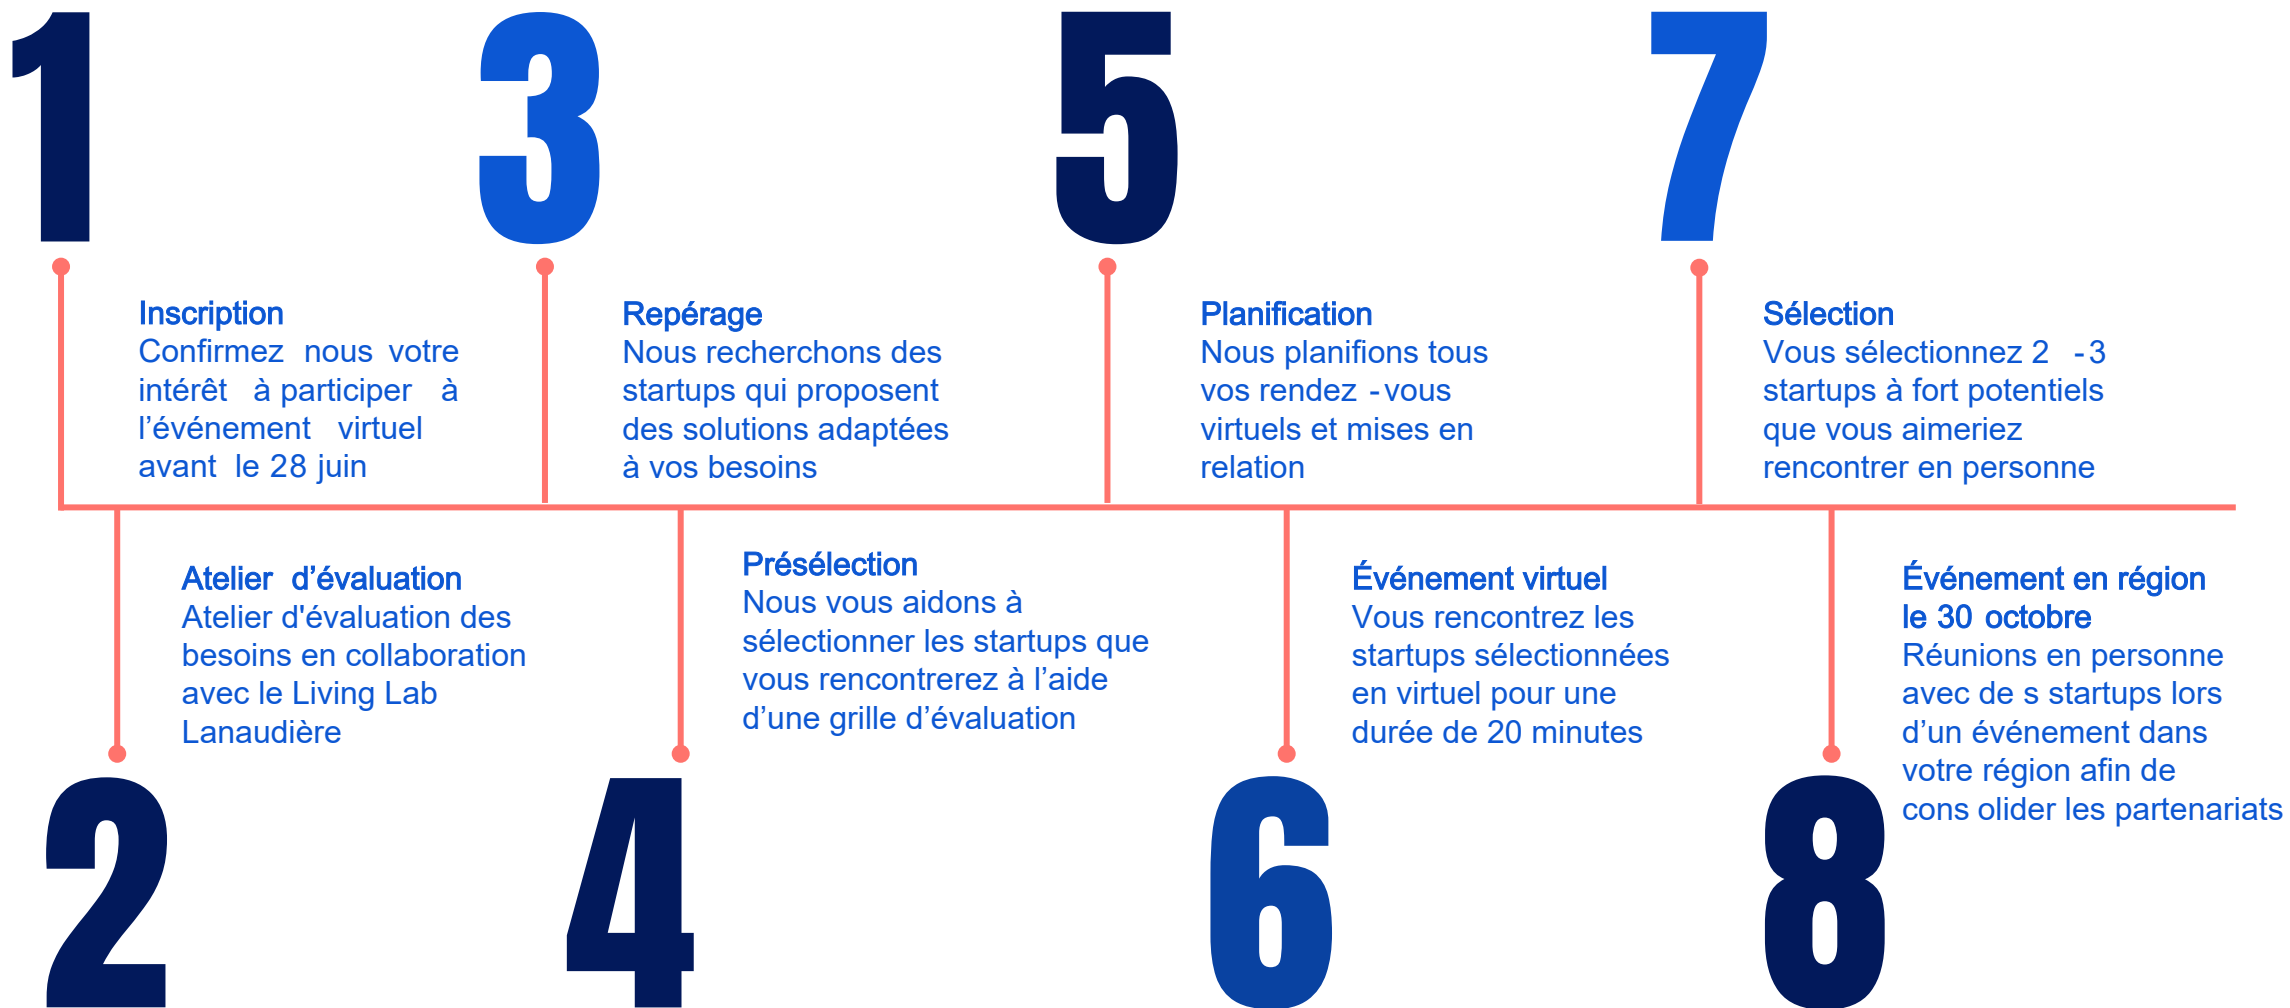 1
Inscription
Confirmez nous votre
intérêt à participer à
l’événement virtuel
avant le 28 juin
2
Atelier d’évaluation
Atelier d'évaluation des
besoins en collaboration
avec le Living Lab
Lanaudière
3
Repérage
Nous recherchons des
startups qui proposent
des solutions adaptées
à vos besoins
4
Présélection
Nous vous aidons à
sélectionner les startups que
vous rencontrerez à l’aide
d’une grille d’évaluation
5
Planification
Nous planifions tous
vos rendez -vous
virtuels et mises en
relation
6
Événement virtuel
Vous rencontrez les
startups sélectionnées
en virtuel pour une
durée de 20 minutes
7
Sélection
Vous sélectionnez 2 -3
startups à fort potentiels
que vous aimeriez
rencontrer en personne
8
Événement en région
le 30 octobre
Réunions en personne
avec de s startups lors
d’un événement dans
votre région afin de
cons olider les partenariats